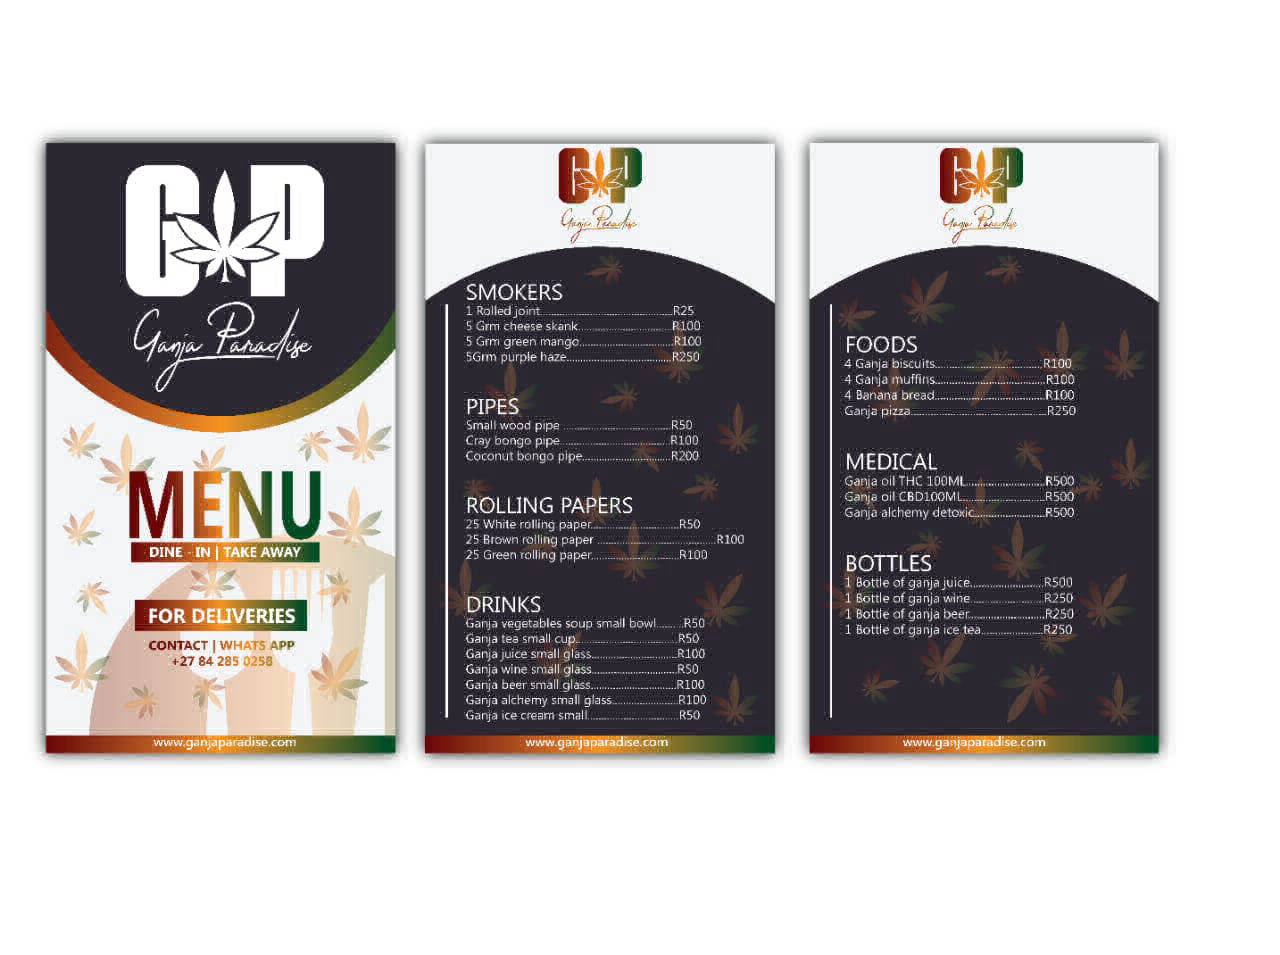 GP
Ganja Paradise
MENU
DINE - IN | TAKE AWAY
FOR DELIVERIES
CONTACT | WHATS APP
+27 84 285 0258
www.ganjaparadise.com
GP
Ganja Paradise
SMOKERS
1 Rolled joint.................................R25
5 Grm cheese skank........................R100
5 Grm green mango........................R100
5Grm purple haze...........................R250
PIPES
Small wood pipe ...........................R50
Cray bongo pipe............................R100
Coconut bongo pipe.......................R200
ROLLING PAPERS
25 White rolling paper......................R50
25 Brown rolling paper ..............................R100
25 Green rolling paper......................R100
DRINKS
Ganja vegetables soup small bowl.......R50
Ganja tea small cup..........................R50
Ganja juice small glass......................R100
Ganja wine small glass......................R50
Ganja beer small glass......................R100
Ganja alchemy small glass.................R100
Ganja ice cream small.......................R50
www.ganjaparadise.com
GP
Ganja Paradise
FOODS
4 Ganja biscuits...........................R100
4 Ganja muffins............................R100
4 Banana bread............................R100
Ganja pizza..................................R250
MEDICAL
Ganja oil THC 100ML....................R500
Ganja oil CBD100ML.....................R500
Ganja alchemy detoxic..................R500
BOTTLES
1 Bottle of ganja juice...................R500
1 Bottle of ganja wine...................R250
1 Bottle of ganja beer...................R250
1 Bottle of ganja ice tea................R250
www.ganjaparadise.com